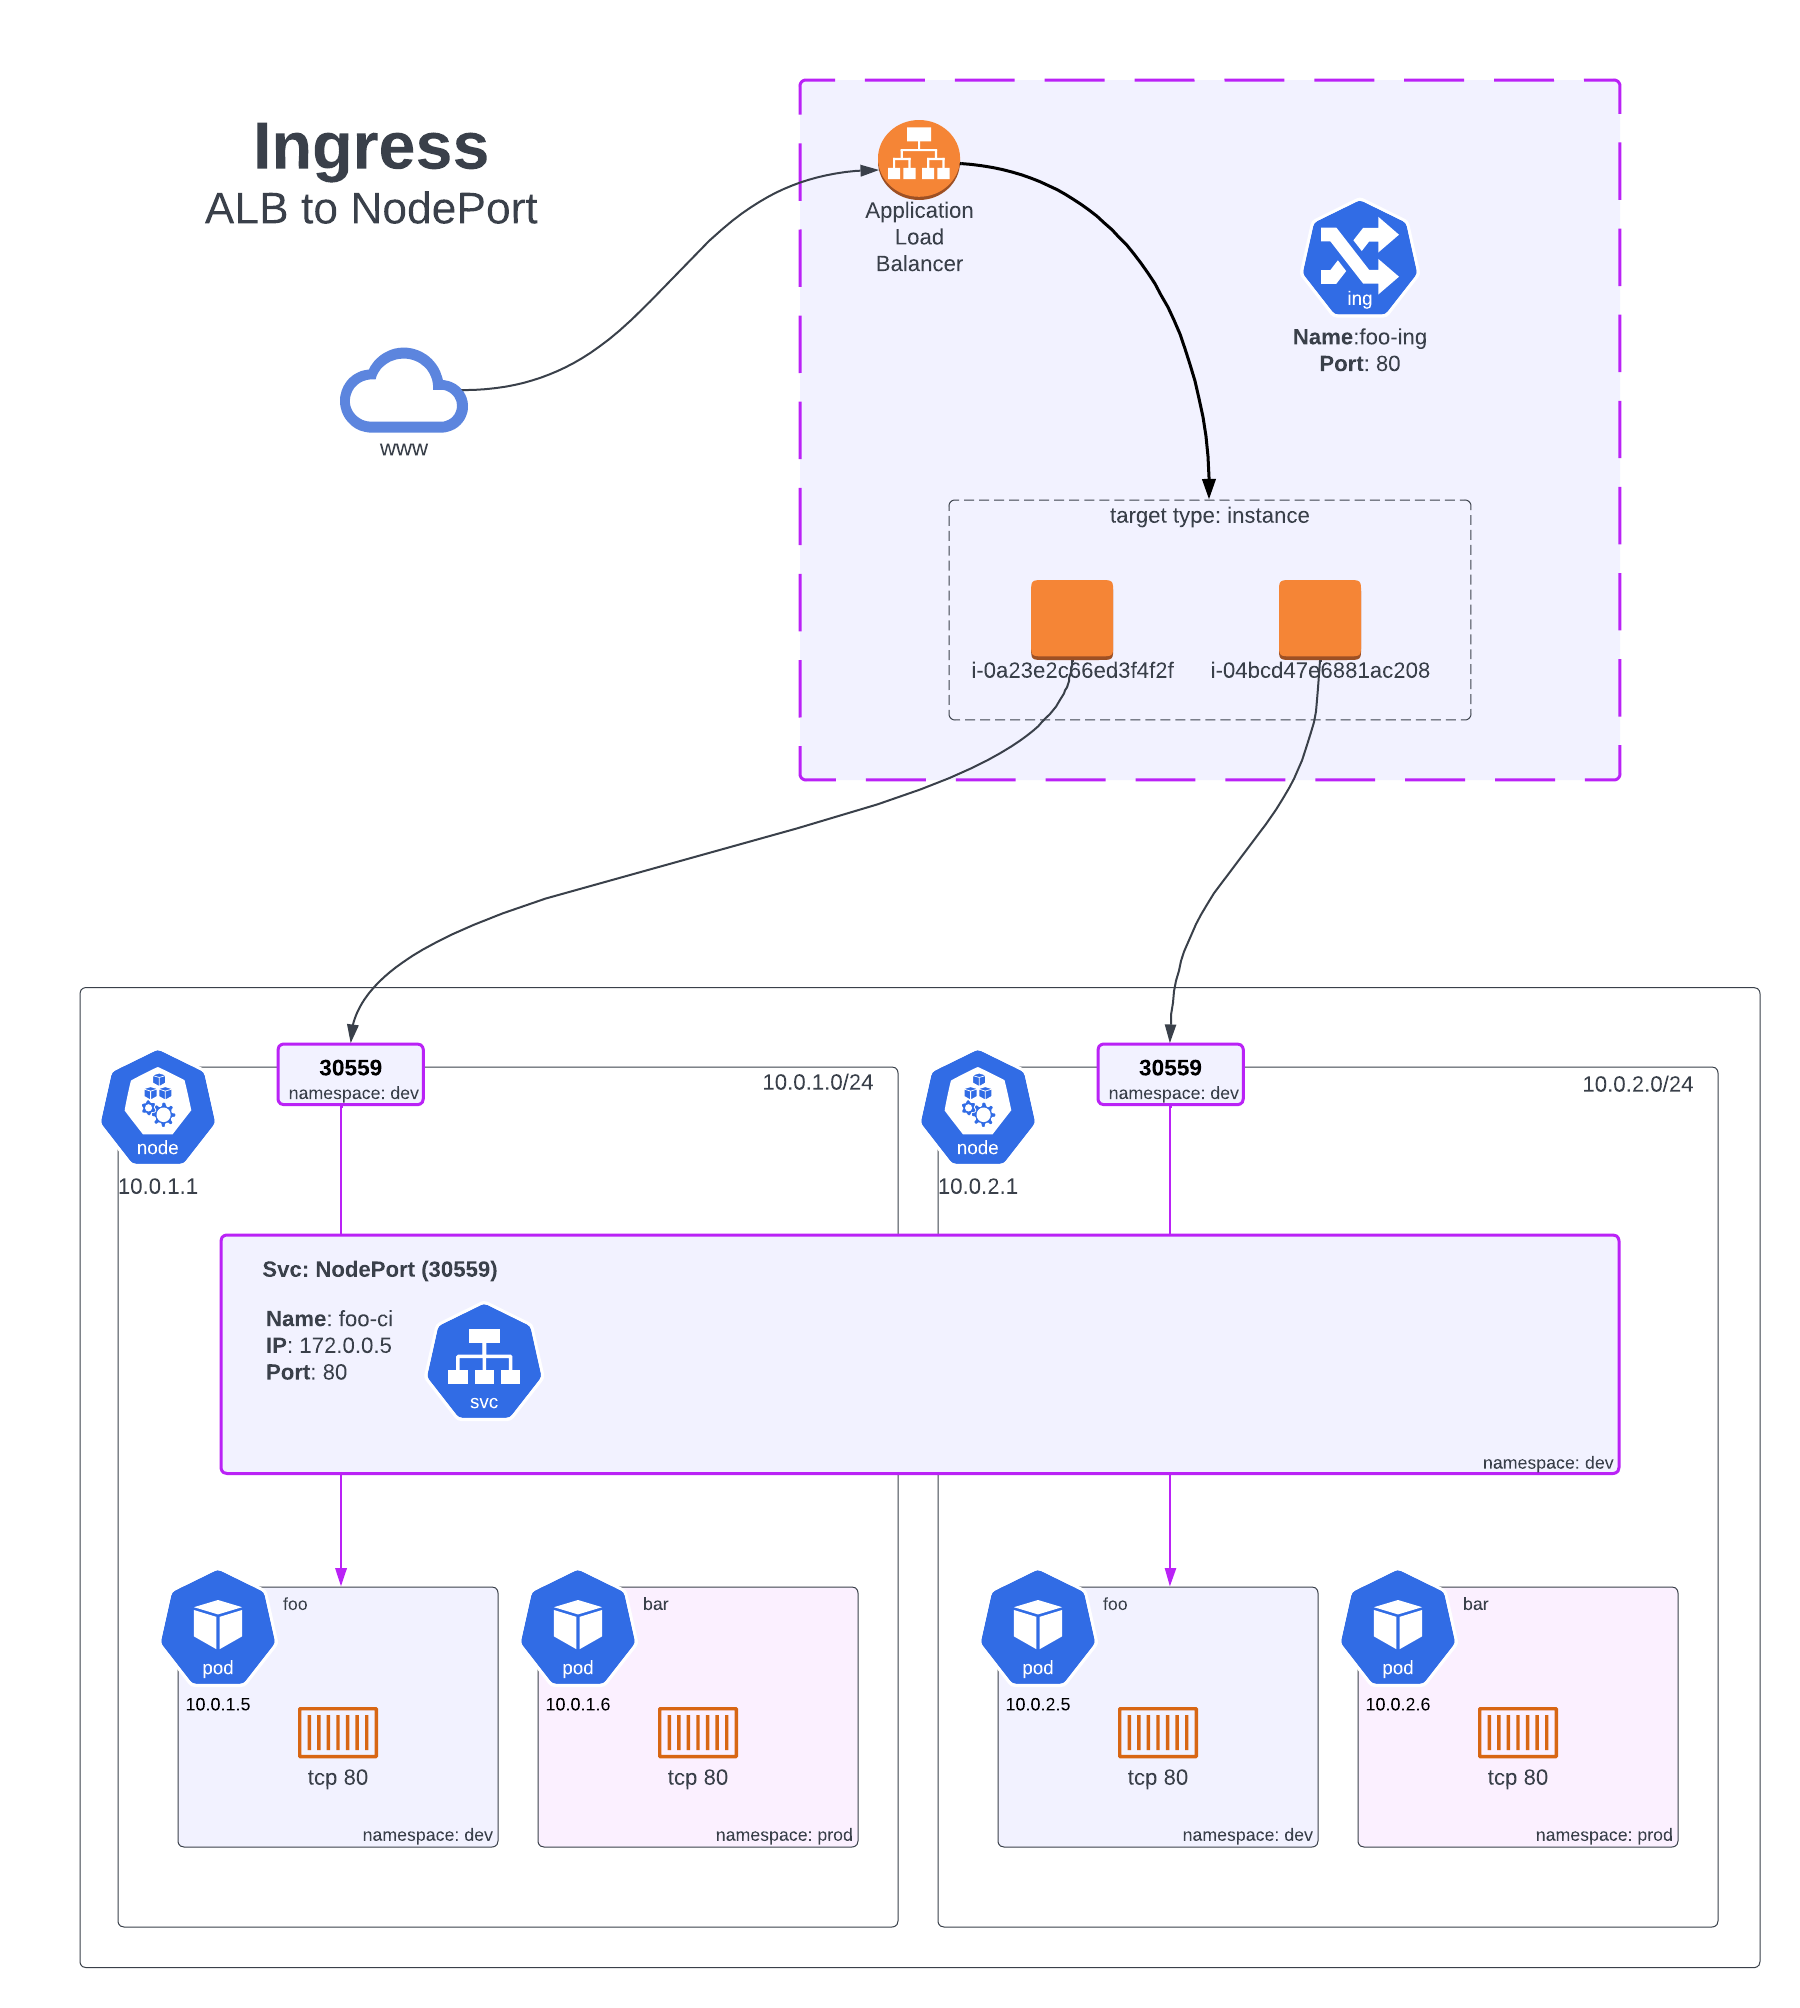 Ingress
ALB to NodePort
Application
Load
Balancer
ing
Name:foo-ing
Port: 80
www
target type: instance
i-0a23e2c66ed3f4f2f
i-04bcd47e6881ac208
30559
namespace: dev
10.0.1.0/24
node
10.0.1.1
30559
namespace: dev
10.0.2.0/24
node
10.0.2.1
Svc: NodePort (30559)
Name: foo-ci
IP: 172.0.0.5
Port: 80
svc
namespace: dev
foo
pod
10.0.1.5
tcp 80
namespace: dev
bar
pod
10.0.1.6
tcp 80
namespace: prod
foo
pod
10.0.2.5
tcp 80
namespace: dev
bar
pod
10.0.2.6
tcp 80
namespace: prod